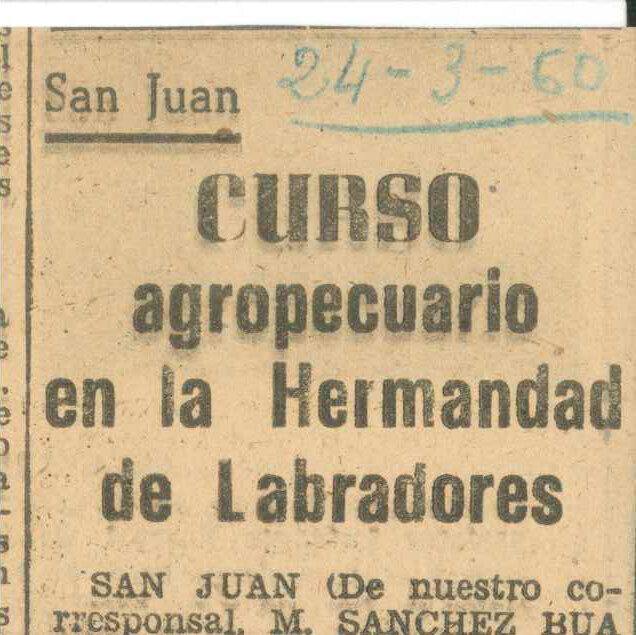 24-3-60
San Juan
CURSO
agropecuario
en la Hermandad
de Labradores
SAN JUAN (De nuestro co-
rresponsal, M. SANCHEZ BUA